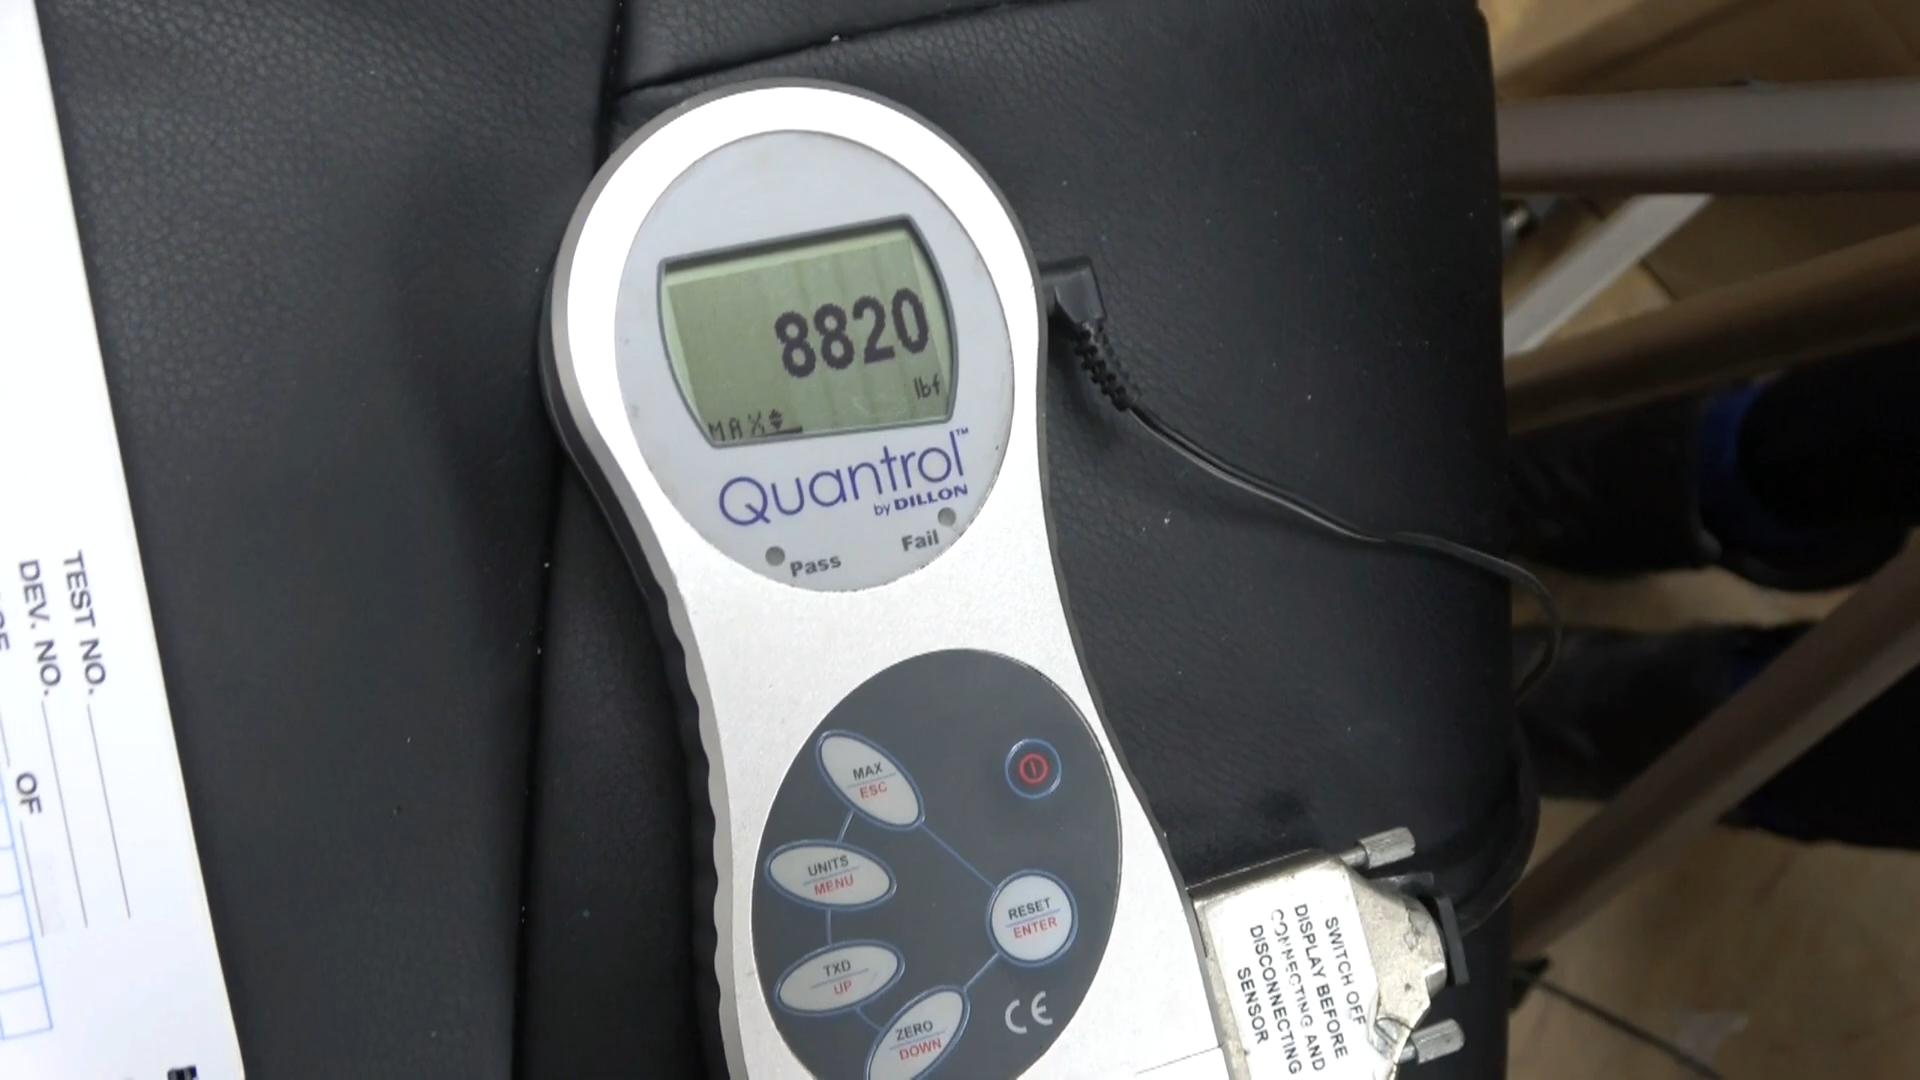 8820
lbf
MAX
Quantrol™
by DILLON
Pass
Fail
MAX
ESC
UNITS
MENU
RESET
ENTER
TXD
UP
ZERO
DOWN
CE
SWITCH OFF
DISPLAY BEFORE
CONNECTING AND
DISCONNECTING
SENSOR
TEST NO.
DEV. NO.
OF